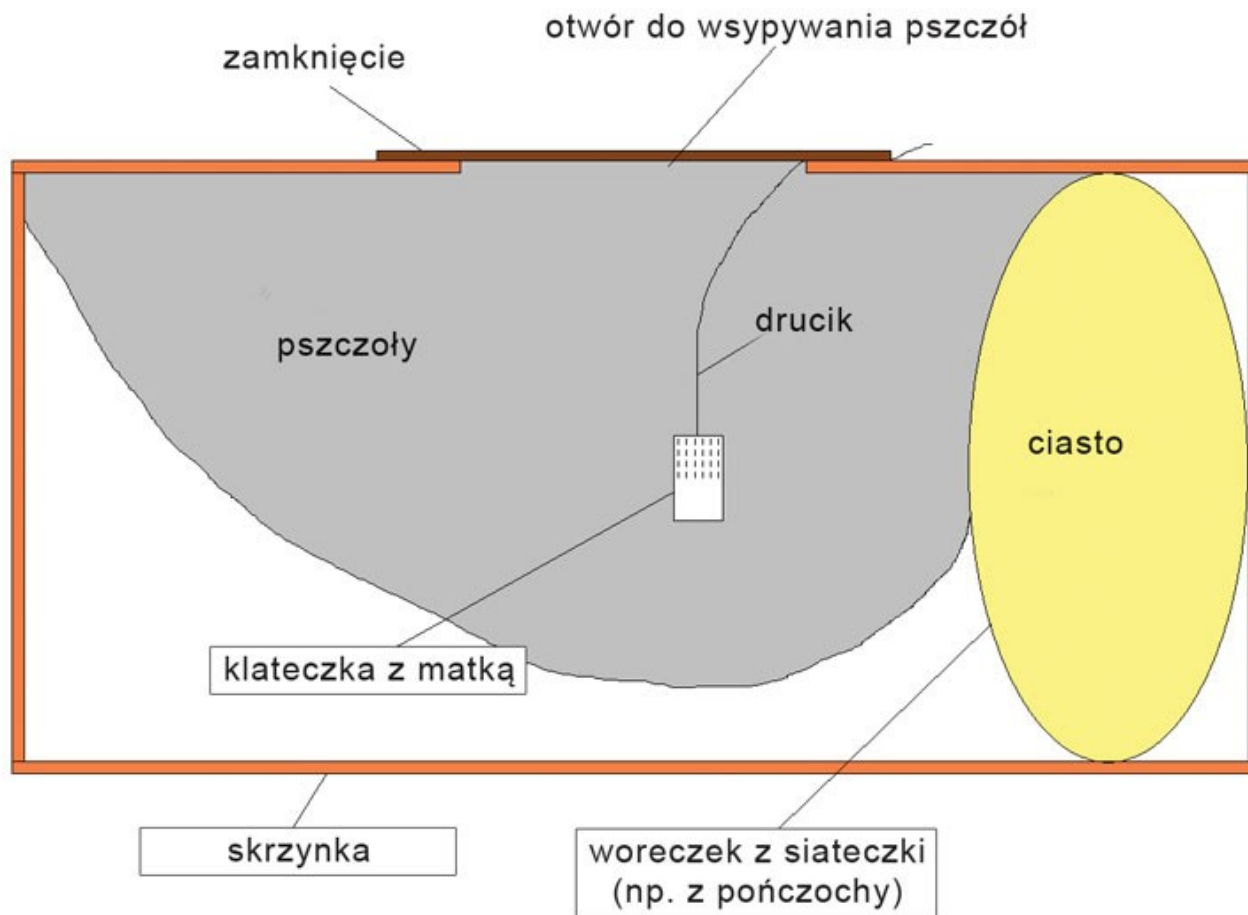 otwór do wsypywania pszczół
zamknięcie
drucik
pszczoły
ciasto
klateczka z matką
skrzynka
woreczek z siateczki
(np. z pończochy)